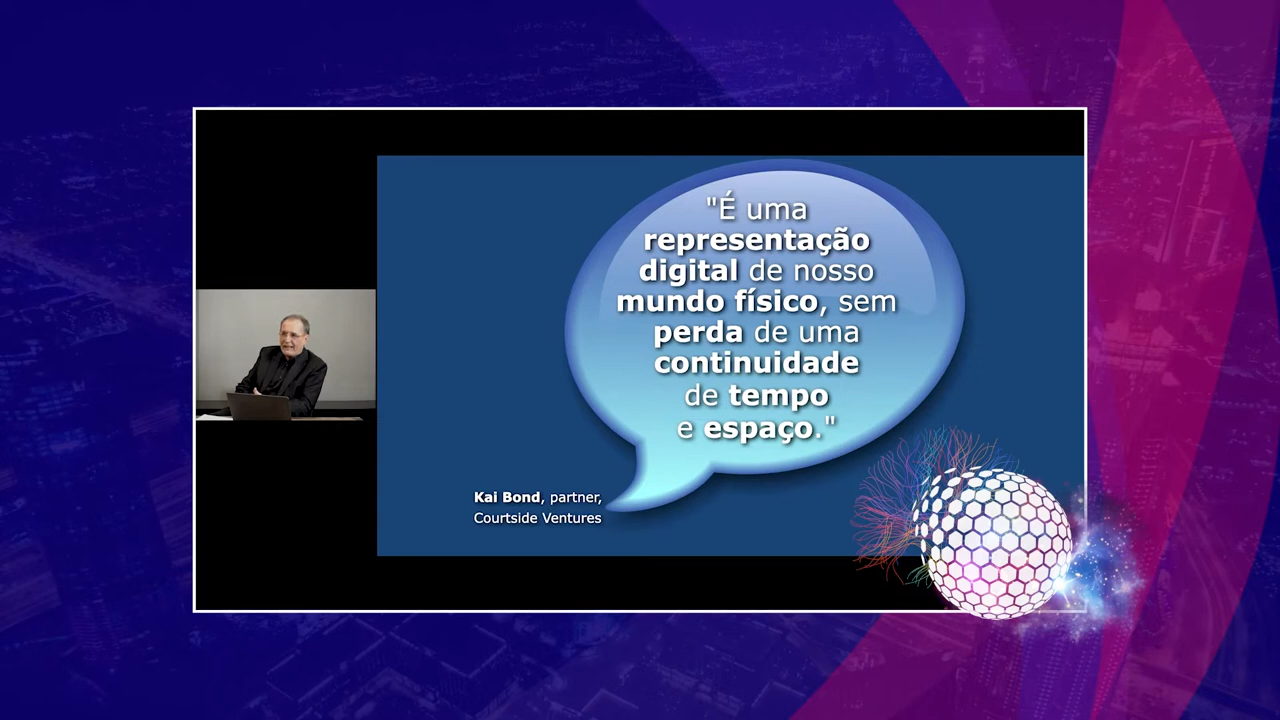 "É uma
representação
digital de nosso
mundo físico, sem
perda de uma
continuidade
de tempo
e espaço."
Kai Bond, partner,
Courtside Ventures